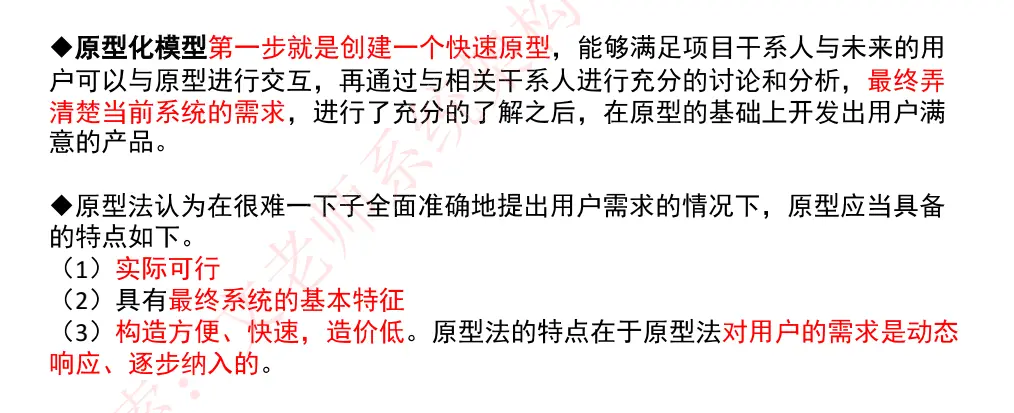 ◆原型化模型第一步就是创建一个快速原型，能够满足项目干系人与未来的用
户可以与原型进行交互，再通过与相关干系人进行充分的讨论和分析，最终弄
清楚当前系统的需求，进行了充分的了解之后，在原型的基础上开发出用户满
意的产品。
◆原型法认为在很难一下子全面准确地提出用户需求的情况下，原型应当具备
的特点如下。
（1）实际可行
（2）具有最终系统的基本特征
（3）构造方便、快速，造价低。原型法的特点在于原型法对用户的需求是动态
响应、逐步纳入的。